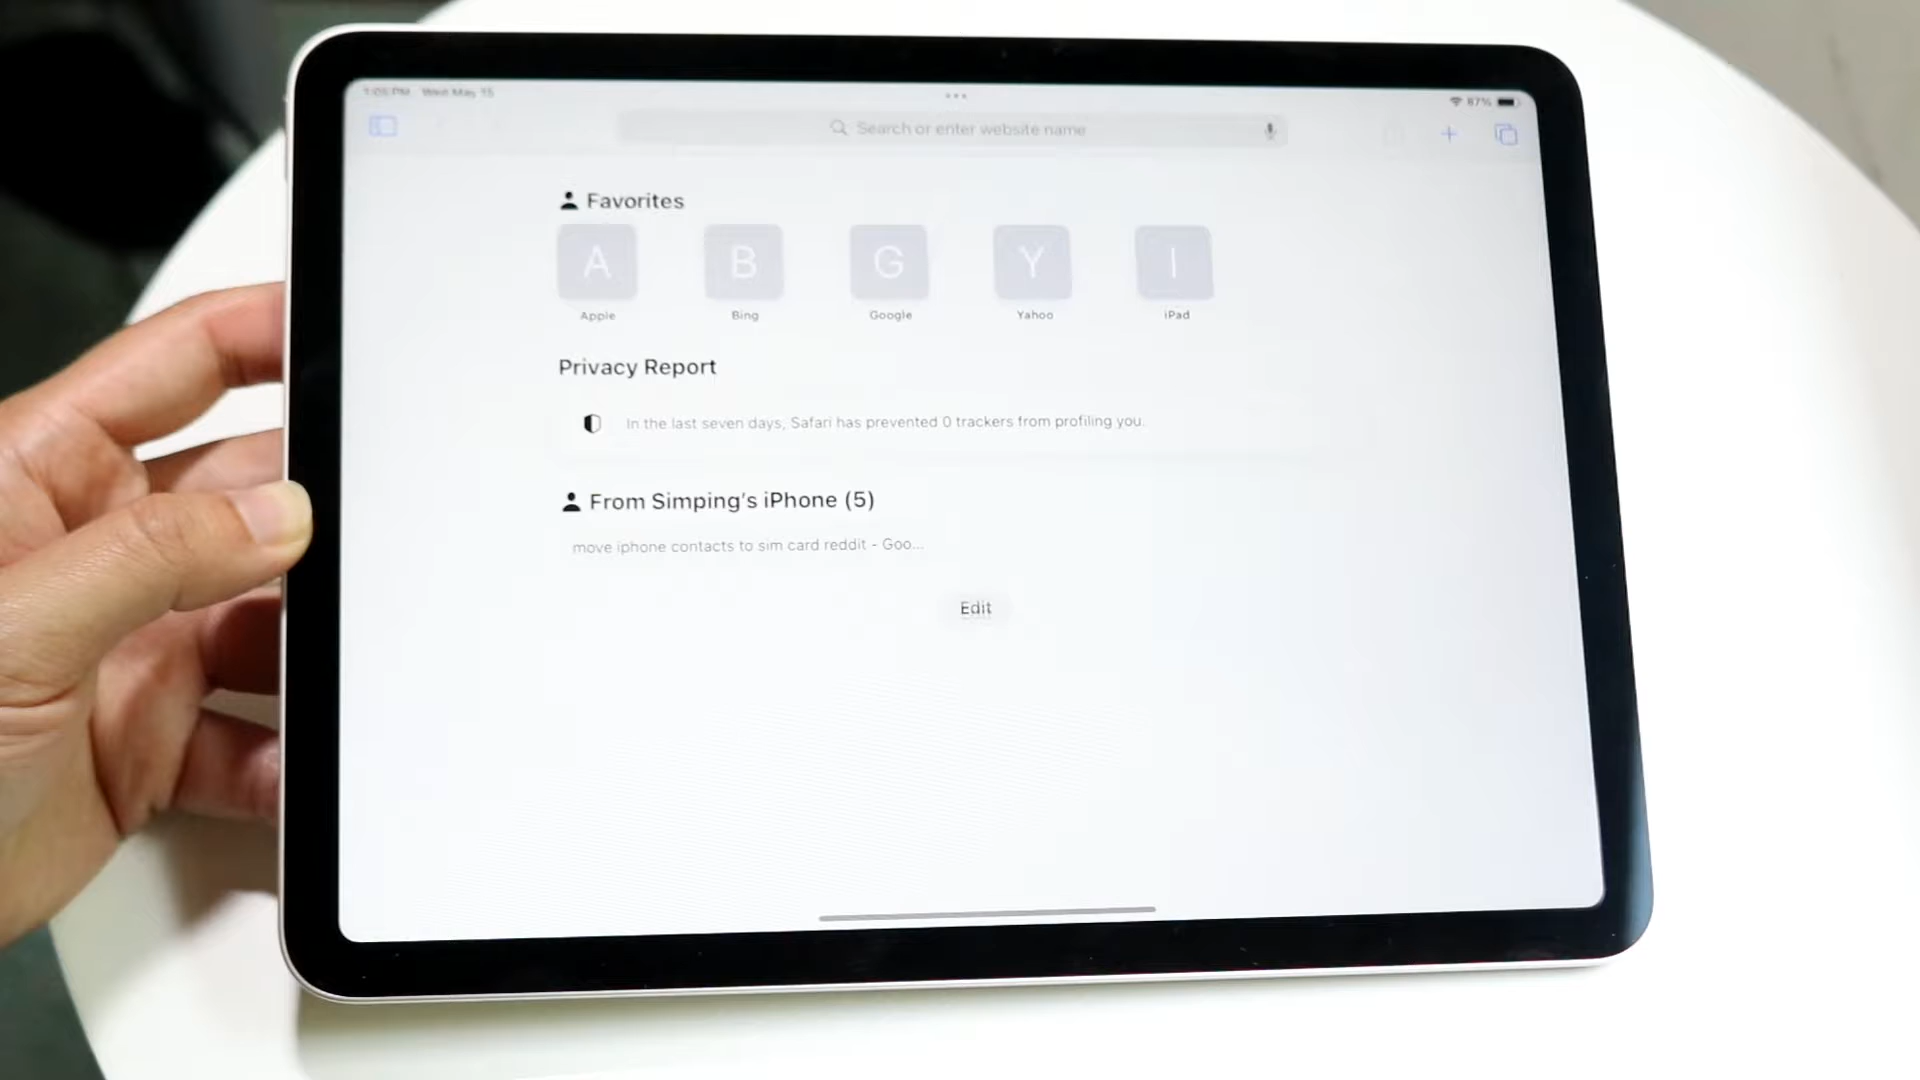 1:05 PM Wed May 15
87%
Search or enter website name
Favorites
A B G Y I
Apple Bing Google Yahoo iPad
Privacy Report
In the last seven days, Safari has prevented 0 trackers from profiling you.
From Simping's iPhone (5)
move iphone contacts to sim card reddit - Goo...
Edit